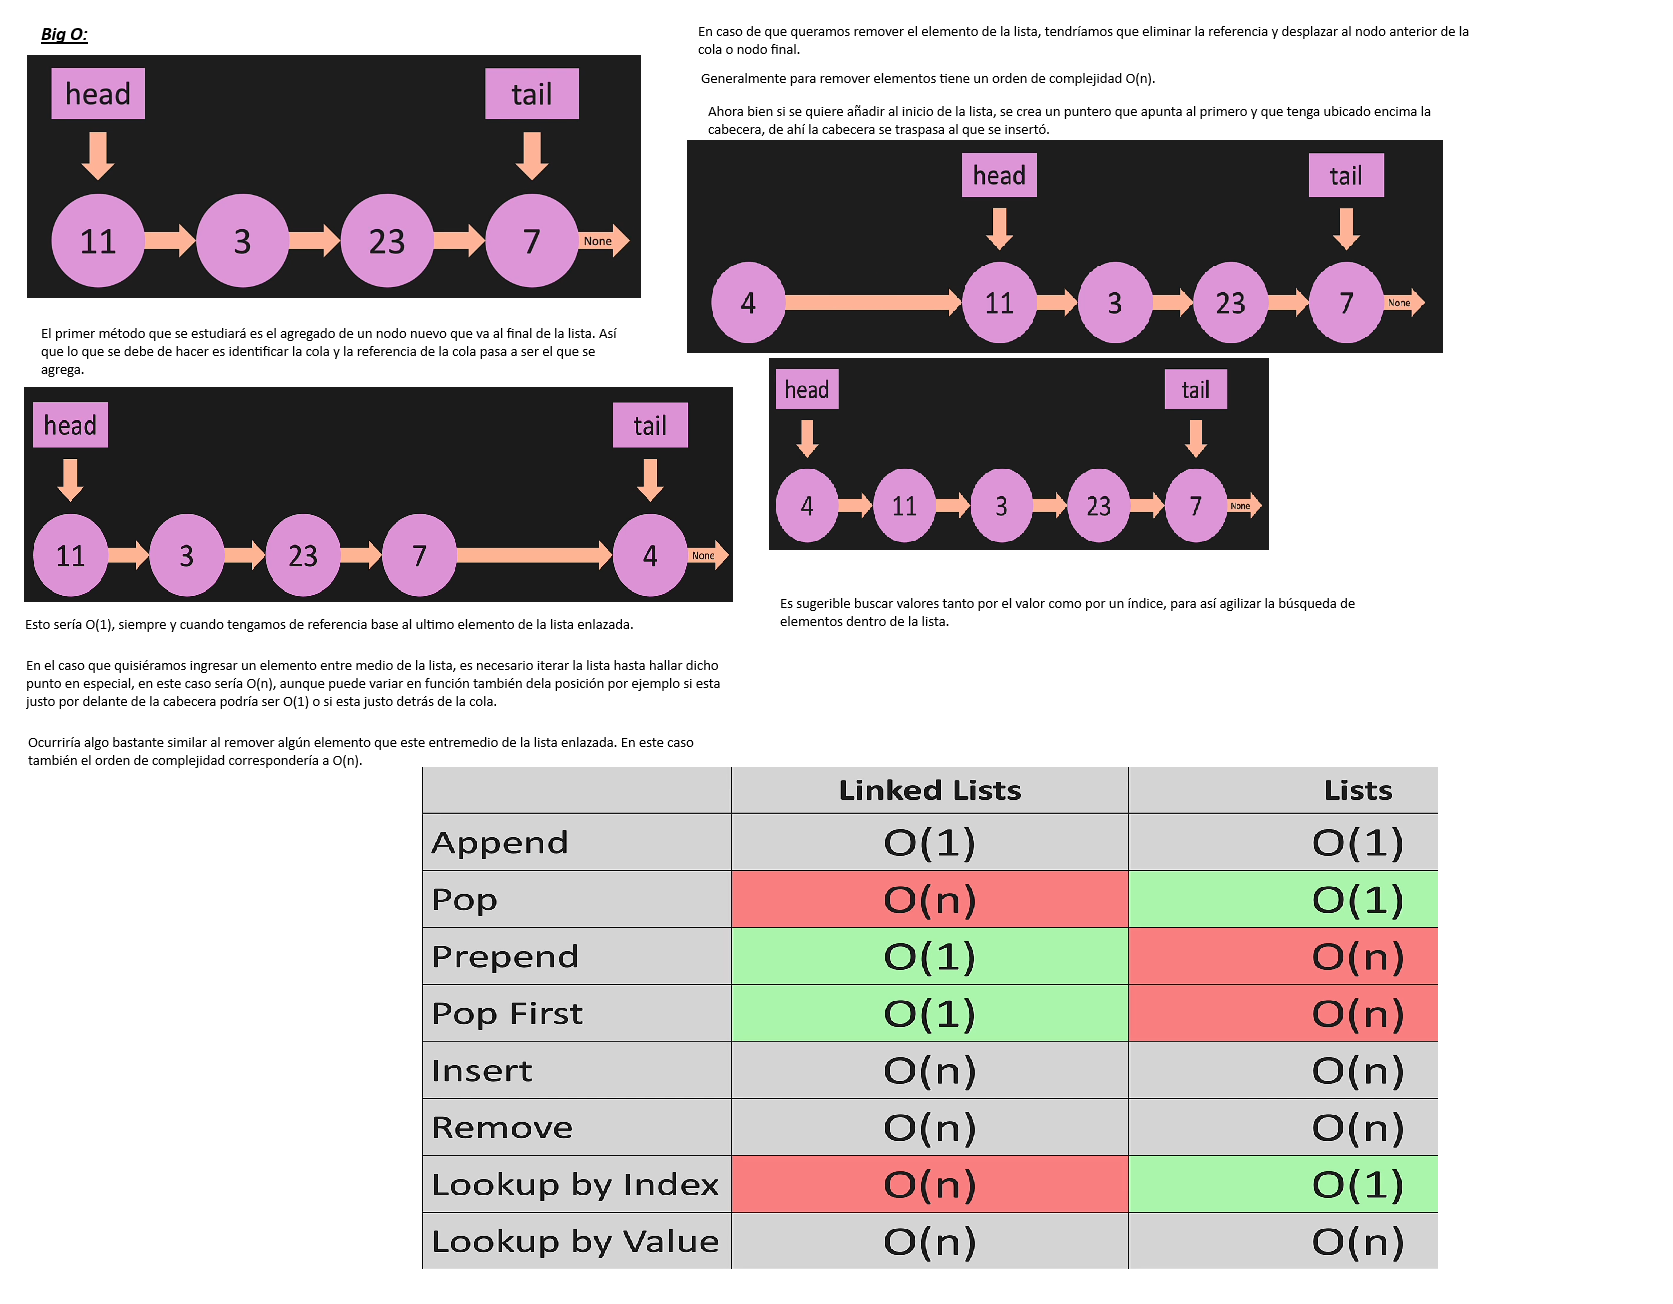 Big O:
head
tail
11
3
23
7
None
El primer método que se estudiará es el agregado de un nodo nuevo que va al final de la lista. Así
que lo que se debe de hacer es identificar la cola y la referencia de la cola pasa a ser el que se
agrega.
head
tail
11
3
23
7
4
None
Esto sería O(1), siempre y cuando tengamos de referencia base al ultimo elemento de la lista enlazada.
En el caso que quisiéramos ingresar un elemento entre medio de la lista, es necesario iterar la lista hasta hallar dicho
punto en especial, en este caso sería O(n), aunque puede variar en función también dela posición por ejemplo si esta
justo por delante de la cabecera podría ser O(1) o si esta justo detrás de la cola.
Ocurriría algo bastante similar al remover algún elemento que este entremedio de la lista enlazada. En este caso
también el orden de complejidad correspondería a O(n).
En caso de que queramos remover el elemento de la lista, tendríamos que eliminar la referencia y desplazar al nodo anterior de la
cola o nodo final.
Generalmente para remover elementos tiene un orden de complejidad O(n).
Ahora bien si se quiere añadir al inicio de la lista, se crea un puntero que apunta al primero y que tenga ubicado encima la
cabecera, de ahí la cabecera se traspasa al que se insertó.
head
tail
4
11
3
23
7
None
head
tail
4
11
3
23
7
None
Es sugerible buscar valores tanto por el valor como por un índice, para así agilizar la búsqueda de
elementos dentro de la lista.
Linked Lists Lists
Append O(1) O(1)
Pop O(n) O(1)
Prepend O(1) O(n)
Pop First O(1) O(n)
Insert O(n) O(n)
Remove O(n) O(n)
Lookup by Index O(n) O(1)
Lookup by Value O(n) O(n)